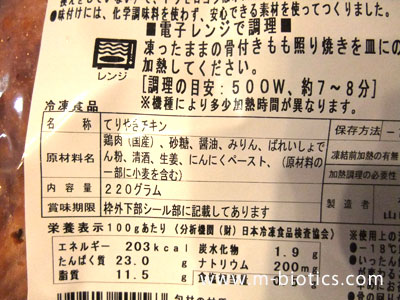 ●味付けには、化学調味料を使わず、安心できる素材を使ってつくりました。
■電子レンジで調理■
レンジ
凍ったままの骨付きもも照り焼きを皿にの
加熱してください。
[調理の目安:500W、約7～8分]
※機種により多少加熱時間が異なります。
冷凍食品
名称 てりやきチキン
原材料名 鶏肉(国産)、砂糖、醤油、みりん、ばれいしょで
ん粉、清酒、生姜、にんにくペースト、(原材料の
一部に小麦を含む)
内容量 220グラム
賞味期限 枠外下部シール部に記載してあります
保存方法
凍結前加熱の有無
加熱調理の必要性
製造者
山
栄養表示 100gあたり (分析機関(財)日本冷凍食品検査協会)
エネルギー 203kcal 炭水化物 1.9g
たんぱく質 23.0g ナトリウム 200mg
脂質 11.5g 食塩
※使用上の
●－18℃
い
www.m-biotics.com